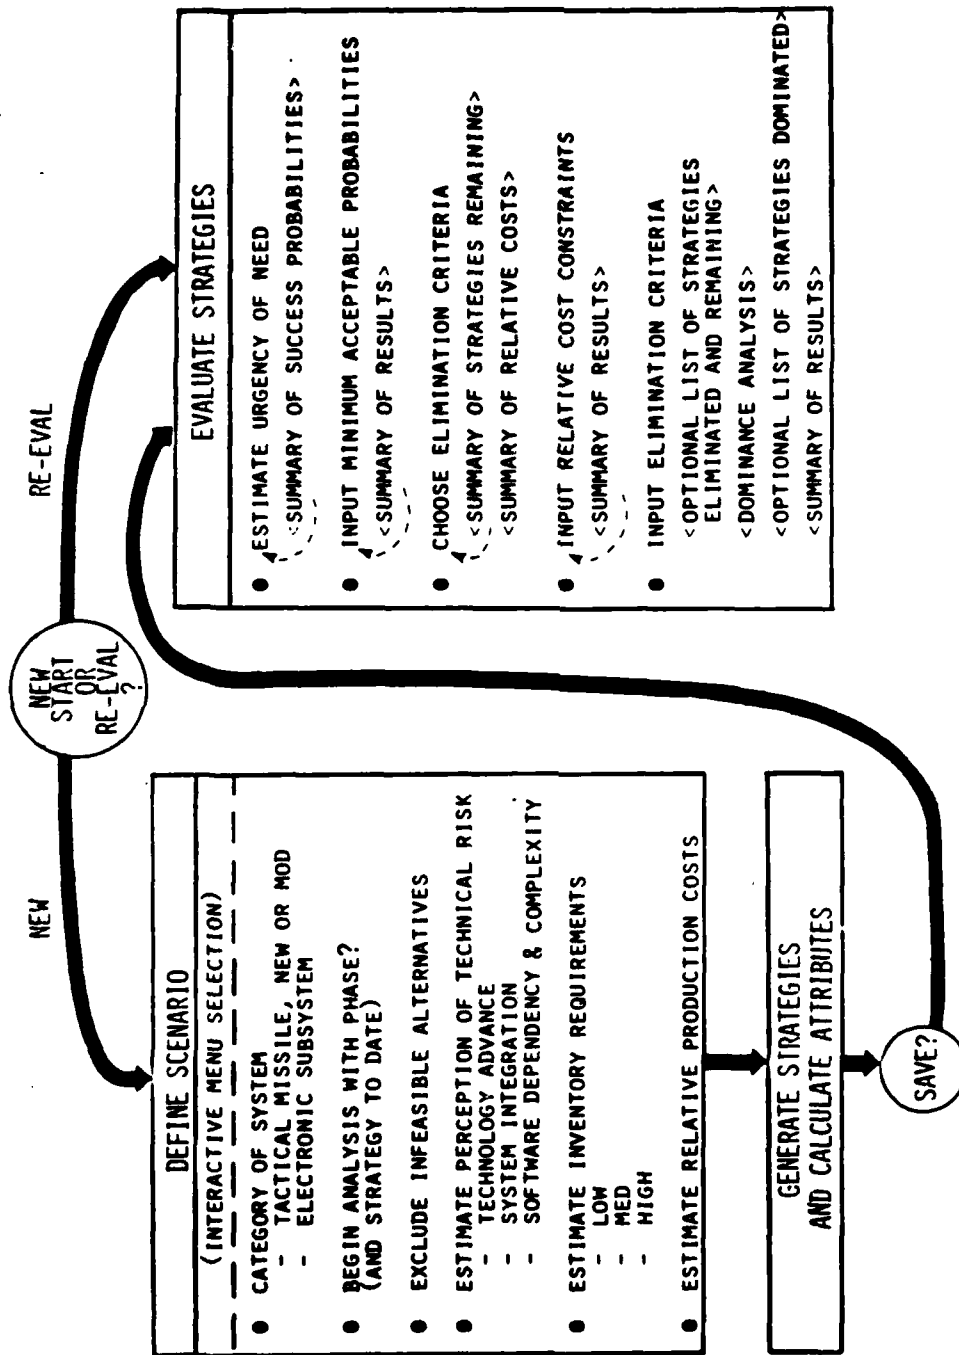 NEW
START
OR
RE-EVAL
?
NEW
RE-EVAL
DEFINE SCENARIO
(INTERACTIVE MENU SELECTION)
● CATEGORY OF SYSTEM
- TACTICAL MISSILE, NEW OR MOD
- ELECTRONIC SUBSYSTEM
● BEGIN ANALYSIS WITH PHASE?
(AND STRATEGY TO DATE)
● EXCLUDE INFEASIBLE ALTERNATIVES
● ESTIMATE PERCEPTION OF TECHNICAL RISK
- TECHNOLOGY ADVANCE
- SYSTEM INTEGRATION
- SOFTWARE DEPENDENCY & COMPLEXITY
● ESTIMATE INVENTORY REQUIREMENTS
- LOW
- MED
- HIGH
● ESTIMATE RELATIVE PRODUCTION COSTS
GENERATE STRATEGIES
AND CALCULATE ATTRIBUTES
SAVE?
EVALUATE STRATEGIES
● ESTIMATE URGENCY OF NEED
<SUMMARY OF SUCCESS PROBABILITIES>
● INPUT MINIMUM ACCEPTABLE PROBABILITIES
<SUMMARY OF RESULTS>
● CHOOSE ELIMINATION CRITERIA
<SUMMARY OF STRATEGIES REMAINING>
<SUMMARY OF RELATIVE COSTS>
● INPUT RELATIVE COST CONSTRAINTS
<SUMMARY OF RESULTS>
● INPUT ELIMINATION CRITERIA
<OPTIONAL LIST OF STRATEGIES
ELIMINATED AND REMAINING>
<DOMINANCE ANALYSIS>
<OPTIONAL LIST OF STRATEGIES DOMINATED>
<SUMMARY OF RESULTS>